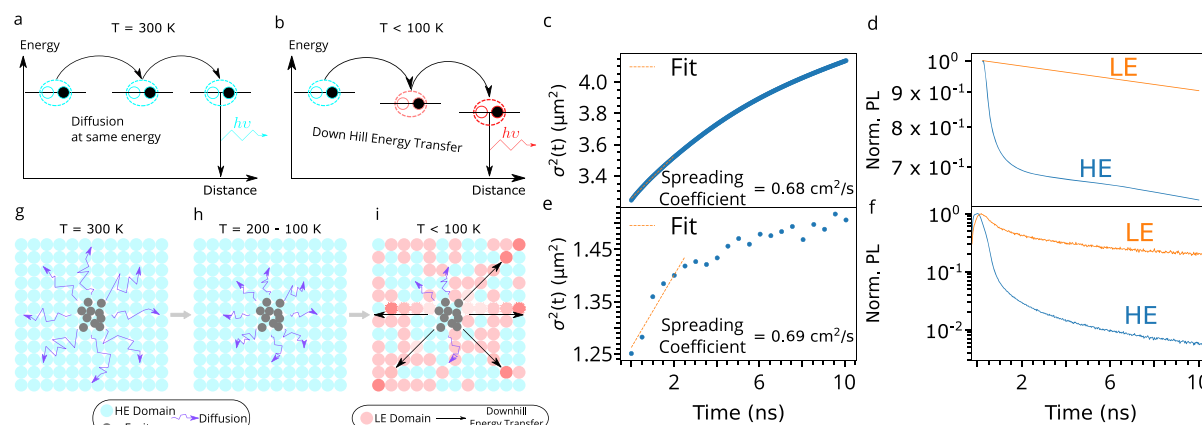 a
T = 300 K
Energy
Diffusion
at same energy
hν
Distance
b
T < 100 K
Energy
Down Hill Energy Transfer
hν
Distance
c
σ²(t) (μm²)
4.0
3.8
3.6
3.4
Fit
Spreading
Coefficient = 0.68 cm²/s
d
Norm. PL
10⁰
9 x 10⁻¹
7 x 10⁻¹
LE
HE
e
σ²(t) (μm²)
1.45
1.35
1.25
Fit
Spreading
Coefficient = 0.69 cm²/s
2
6
10
Time (ns)
f
Norm. PL
10⁰
10⁻¹
10⁻²
LE
HE
2
6
10
Time (ns)
g
T = 300 K
h
T = 200 - 100 K
i
T < 100 K
HE Domain
Diffusion
LE Domain
Downhill
Energy Transfer